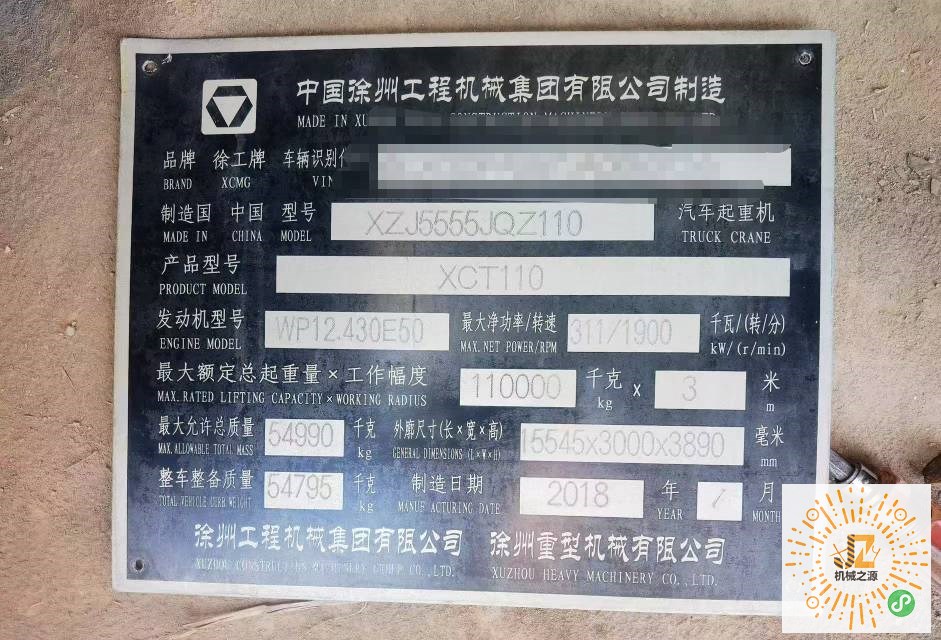 中国徐州工程机械集团有限公司制造
MADE IN XU CONSTRUCTION MACHINERY LTD
品牌 徐工牌 车辆识别
BRAND XCMG VIN
制造国 中国 型号 XZJ5555JQZ110 汽车起重机
MADE IN CHINA MODEL TRUCK CRANE
产品型号 XCT110
PRODUCT MODEL
发动机型号 WP12.430E50 最大净功率/转速 311/1900 千瓦/(转/分)
ENGINE MODEL MAX.NET POWER/RPM kW/(r/min)
最大额定总起重量×工作幅度 110000 千克 x 3 米
MAX.RATED LIFTING CAPACITY×WORKING RADIUS kg m
最大允许总质量 54990 千克 外廓尺寸(长×宽×高) 15545x3000x3890 毫米
MAX.ALLOWABLE TOTAL MASS kg GENERAL DIMENSIONS (L×W×H) mm
整车整备质量 54795 千克 制造日期 2018 年 7 月
TOTAL VEHICLE CURB WEIGHT kg MANUFACTURING DATE YEAR MONTH
徐州工程机械集团有限公司 徐州重型机械有限公司
XUZHOU CONSTRUCTION MACHINERY GROUP CO.,LTD. XUZHOU HEAVY MACHINERY CO.,LTD.
JZ
机械之源